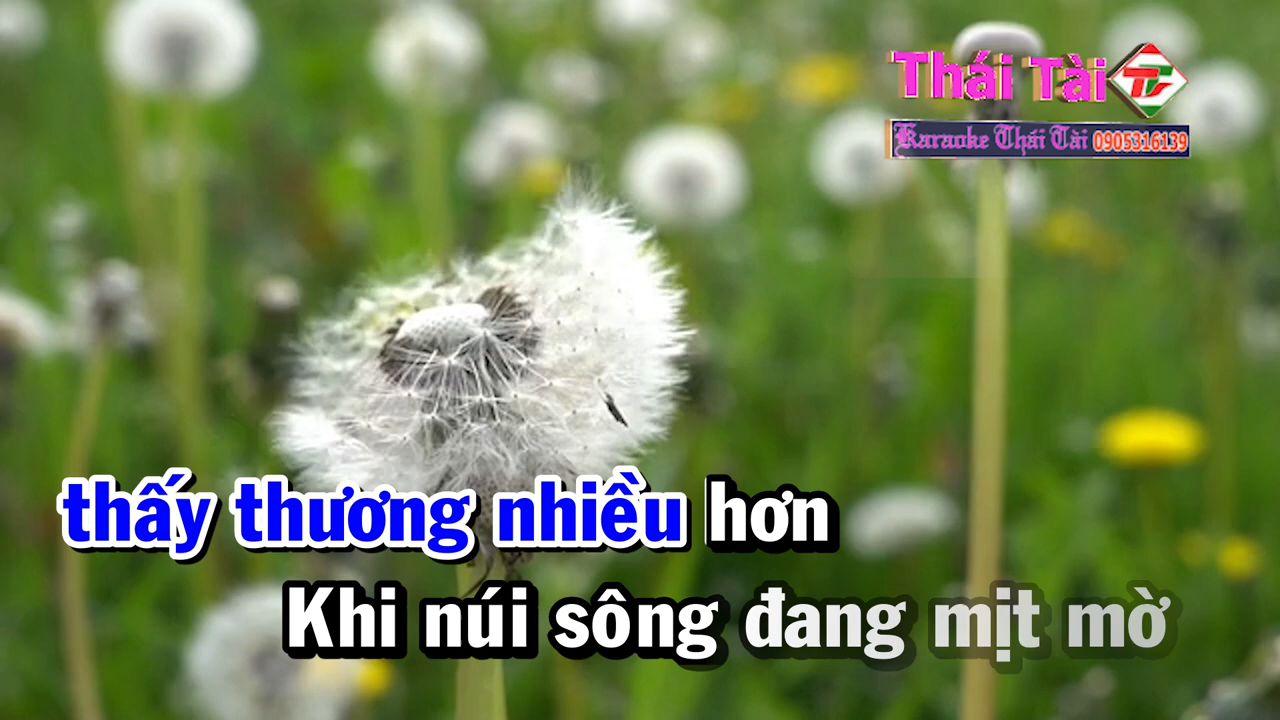 Thái Tài
Karaoke Thái Tài 0905316139
thấy thương nhiều hơn
Khi núi sông đang mịt mờ